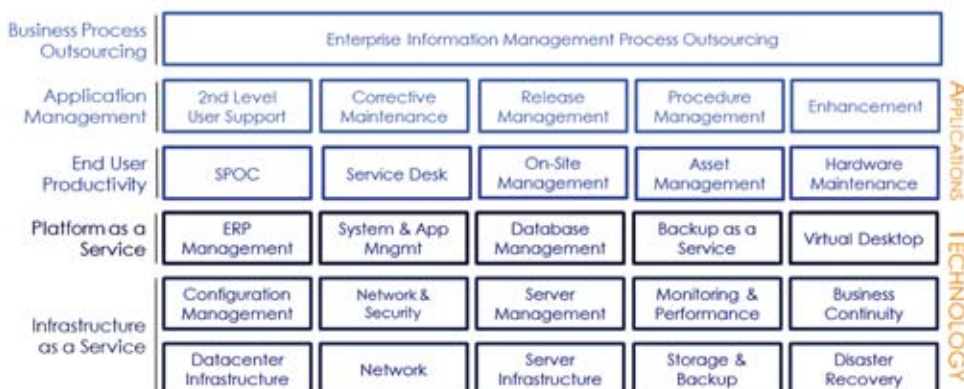 Business Process
Outsourcing
Enterprise Information Management Process Outsourcing
Application
Management
2nd Level
User Support
Corrective
Maintenance
Release
Management
Procedure
Management
Enhancement
End User
Productivity
SPOC
Service Desk
On-Site
Management
Asset
Management
Hardware
Maintenance
Platform as a
Service
ERP
Management
System & App
Mngmt
Database
Management
Backup as a
Service
Virtual Desktop
Infrastructure
as a Service
Configuration
Management
Network &
Security
Server
Management
Monitoring &
Performance
Business
Continuity
Datacenter
Infrastructure
Network
Server
Infrastructure
Storage &
Backup
Disaster
Recovery
APPLICATIONS
TECHNOLOGY